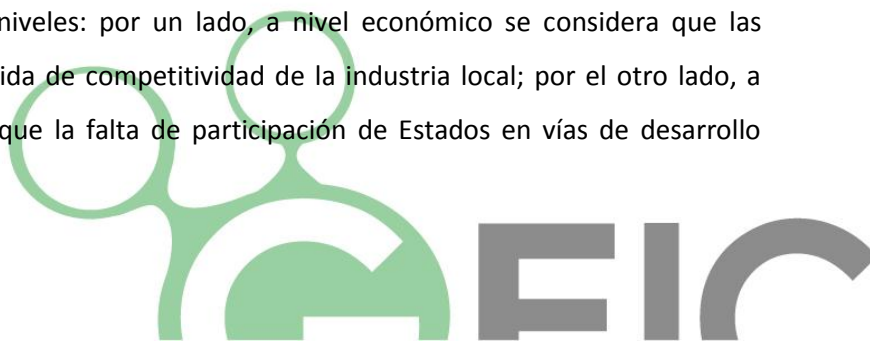 niveles: por un lado, a nivel económico se considera que las
ida de competitividad de la industria local; por el otro lado, a
que la falta de participación de Estados en vías de desarrollo
GEIC